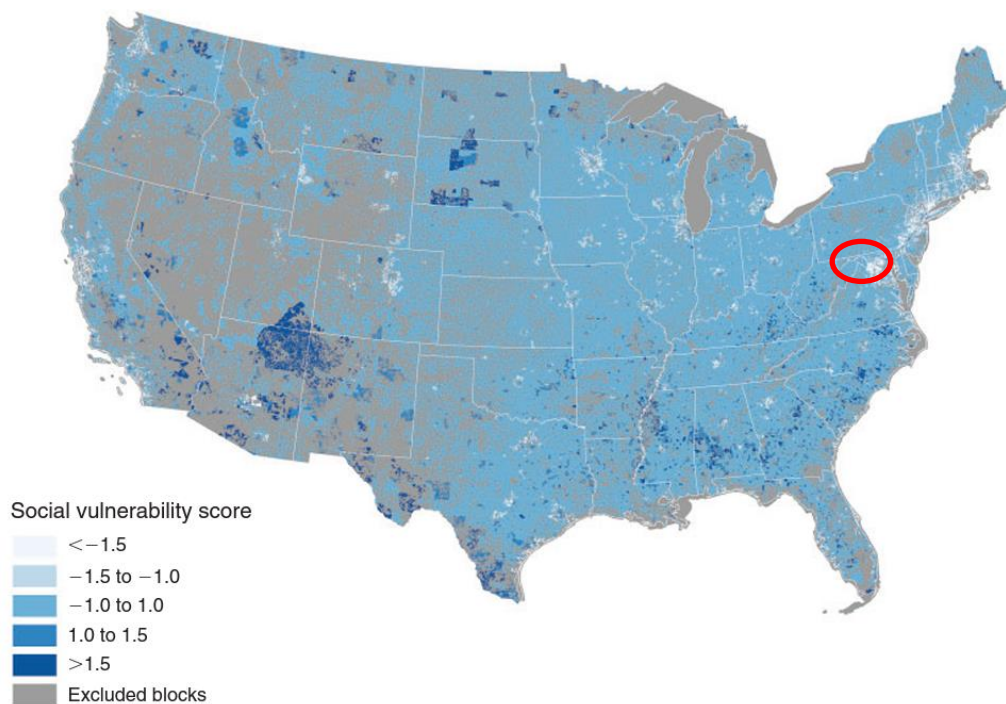 Social vulnerability score
<−1.5
−1.5 to −1.0
−1.0 to 1.0
1.0 to 1.5
>1.5
Excluded blocks